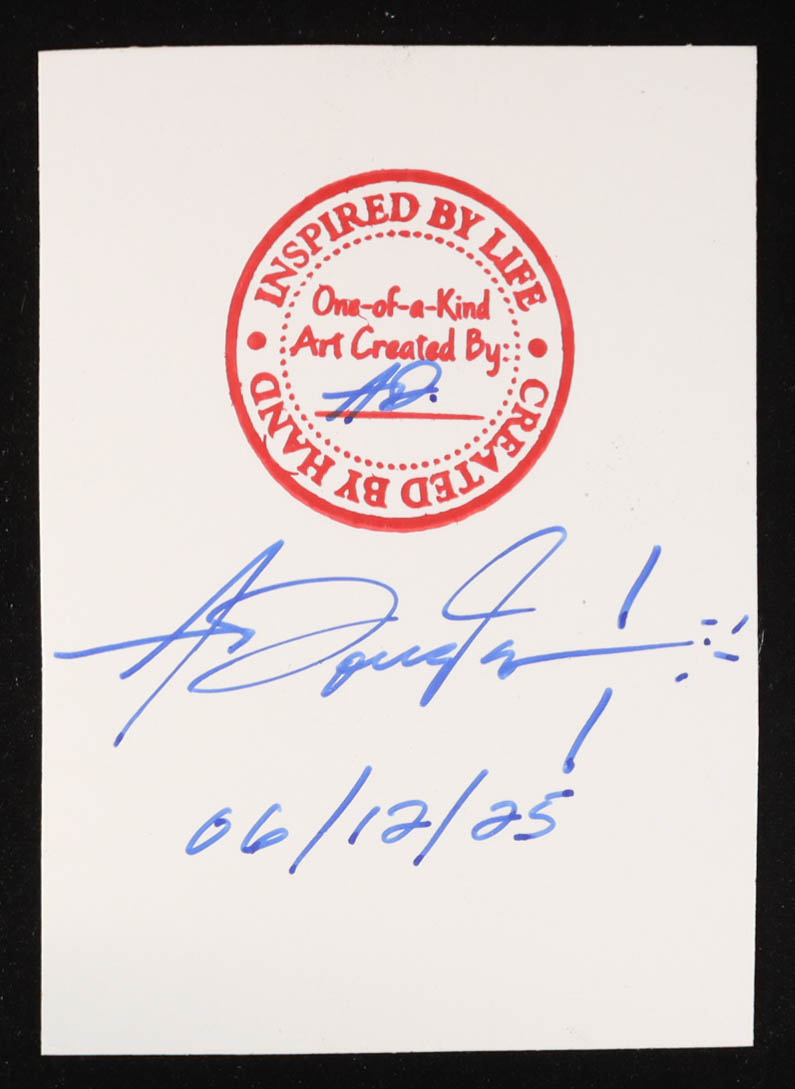 INSPIRED BY LIFE
One-of-a-Kind
Art Created By:
A.D.
CREATED BY HAND
06/12/25